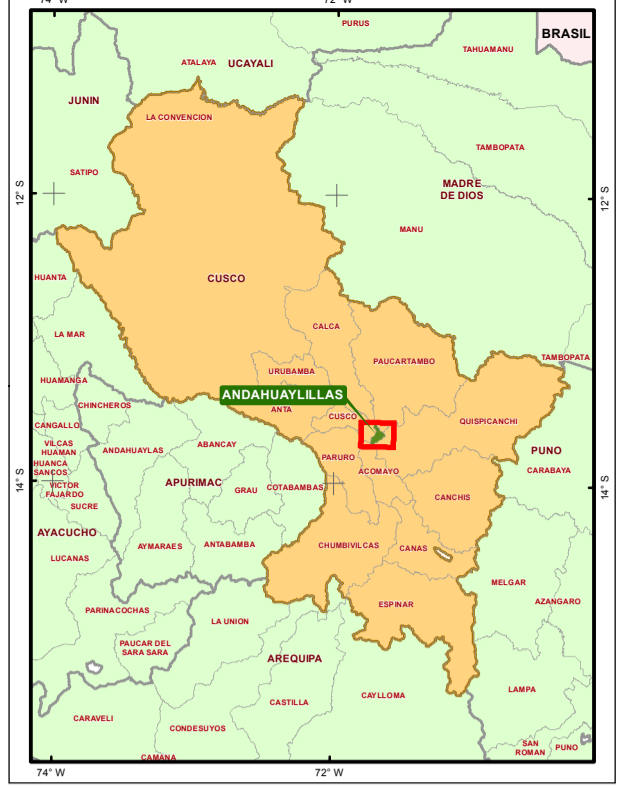 74° W
72° W
PURUS
BRASIL
TAHUAMANU
ATALAYA
UCAYALI
JUNIN
LA CONVENCION
TAMBOPATA
SATIPO
MADRE
DE DIOS
12° S
12° S
MANU
HUANTA
CUSCO
CALCA
LA MAR
PAUCARTAMBO
TAMBOPATA
URUBAMBA
HUAMANGA
ANDAHUAYLILLAS
CHINCHEROS
ANTA
CUSCO
QUISPICANCHI
CANGALLO
VILCAS
HUAMAN
ANDAHUAYLAS
ABANCAY
PUNO
PARURO
HUANCA
SANCOS
ACOMAYO
CARABAYA
APURIMAC
GRAU
COTABAMBAS
14° S
14° S
VICTOR
FAJARDO
CANCHIS
SUCRE
AYACUCHO
AYMARAES
ANTABAMBA
CHUMBIVILCAS
CANAS
LUCANAS
MELGAR
ESPINAR
AZANGARO
PARINACOCHAS
LA UNION
PAUCAR DEL
SARA SARA
AREQUIPA
LAMPA
CAYLLOMA
CASTILLA
CARAVELI
CONDESUYOS
SAN
ROMAN
PUNO
CAMANA
74° W
72° W